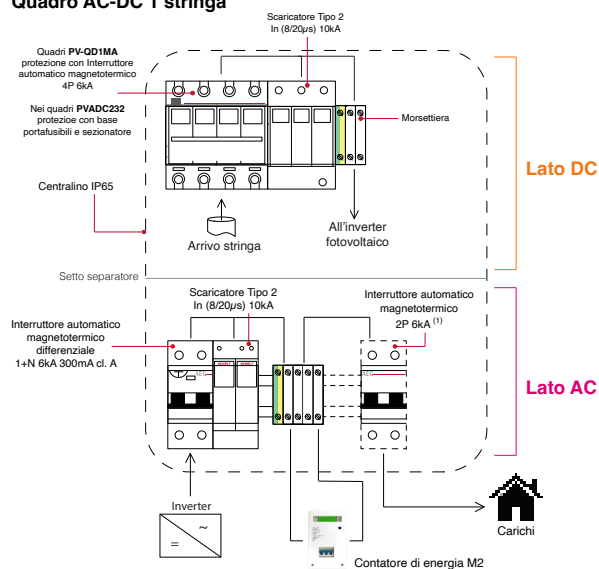 Quadro AC-DC 1 stringa
Scaricatore Tipo 2
In (8/20µs) 10kA
Quadri PV-QD1MA
protezione con Interruttore
automatico magnetotermico
4P 6kA
Nei quadri PVADC232
protezioe con base
portafusibili e sezionatore
Morsettiera
Centralino IP65
Lato DC
Arrivo stringa
All'inverter
fotovoltaico
Setto separatore
Scaricatore Tipo 2
In (8/20µs) 10kA
Interruttore automatico
magnetotermico
2P 6kA (1)
Interruttore automatico
magnetotermico
differenziale
1+N 6kA 300mA cl. A
AEG
Lato AC
Inverter
~
=
Carichi
Contatore di energia M2